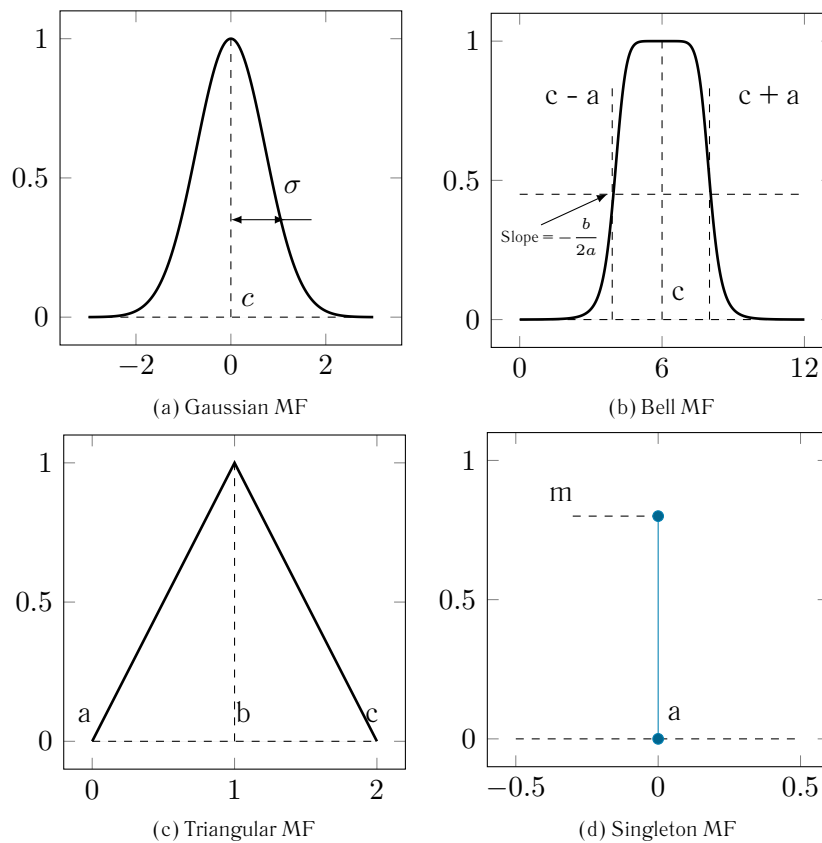 1
0.5
0
σ
c
−2
0
2
(a) Gaussian MF
1
0.5
0
c - a
c + a
Slope = − b/2a
c
0
6
12
(b) Bell MF
1
0.5
0
a
b
c
0
1
2
(c) Triangular MF
1
0.5
0
m
a
−0.5
0
0.5
(d) Singleton MF